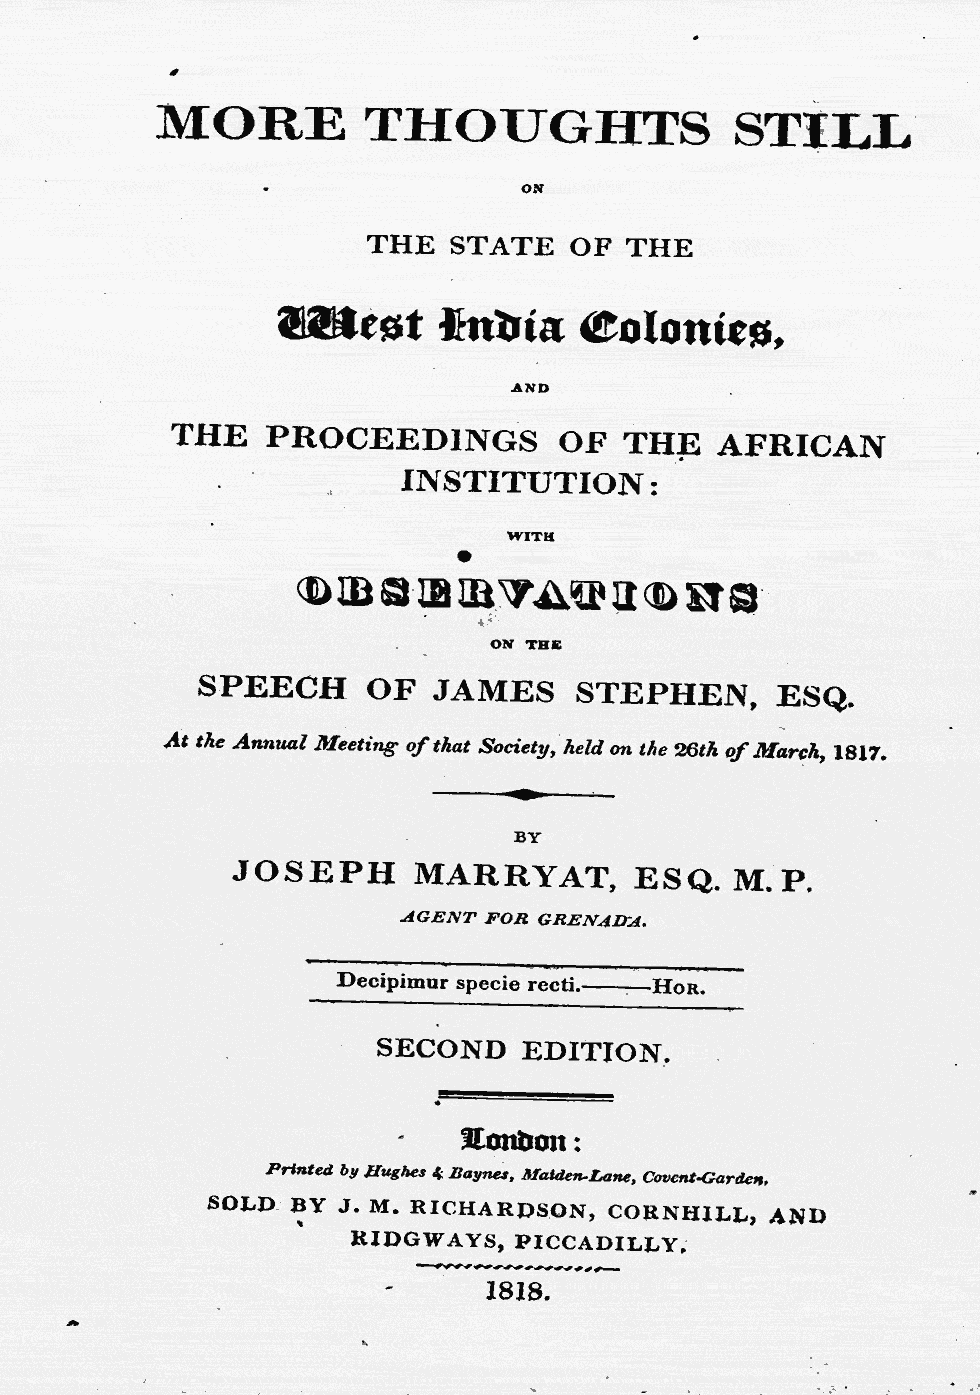 MORE THOUGHTS STILL
ON
THE STATE OF THE
West India Colonies,
AND
THE PROCEEDINGS OF THE AFRICAN
INSTITUTION:
WITH
OBSERVATIONS
ON THE
SPEECH OF JAMES STEPHEN, ESQ.
At the Annual Meeting of that Society, held on the 26th of March, 1817.
BY
JOSEPH MARRYAT, ESQ. M. P.
AGENT FOR GRENADA.
Decipimur specie recti.———HOR.
SECOND EDITION.
London:
Printed by Hughes & Baynes, Maiden-Lane, Covent-Garden,
SOLD BY J. M. RICHARDSON, CORNHILL, AND
RIDGWAYS, PICCADILLY.
1818.